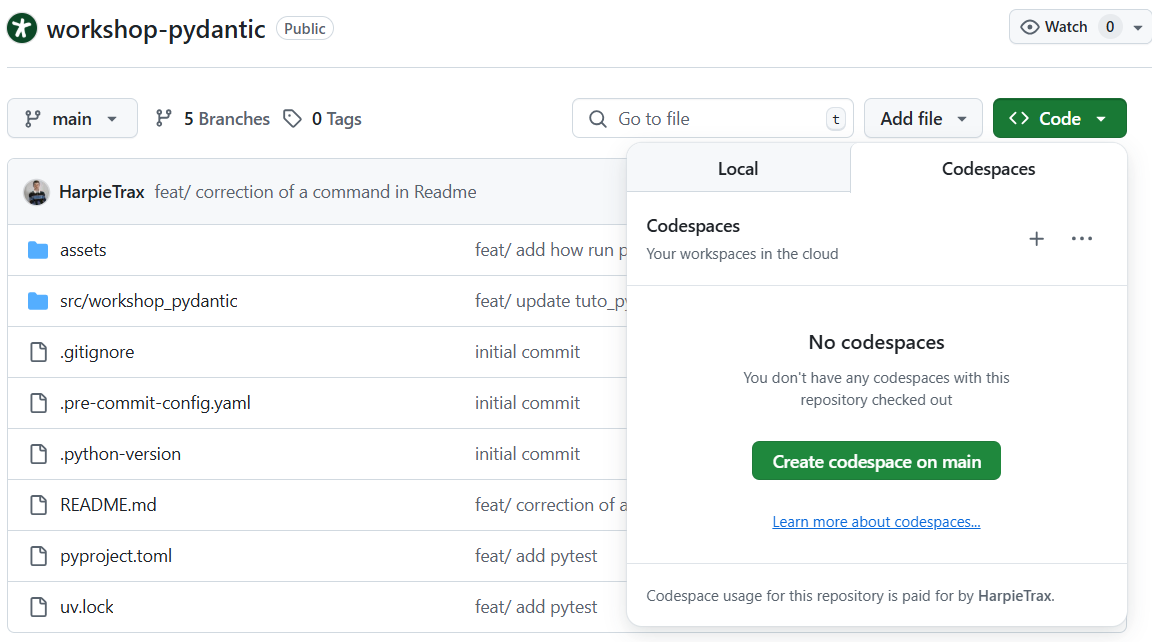 workshop-pydantic Public Watch 0
main 5 Branches 0 Tags Go to file t Add file Code
HarpieTrax feat/ correction of a command in Readme
assets feat/ add how run p
src/workshop_pydantic feat/ update tuto_py
.gitignore initial commit
.pre-commit-config.yaml initial commit
.python-version initial commit
README.md feat/ correction of a
pyproject.toml feat/ add pytest
uv.lock feat/ add pytest
Local Codespaces
Codespaces
Your workspaces in the cloud
No codespaces
You don't have any codespaces with this
repository checked out
Create codespace on main
Learn more about codespaces...
Codespace usage for this repository is paid for by HarpieTrax.